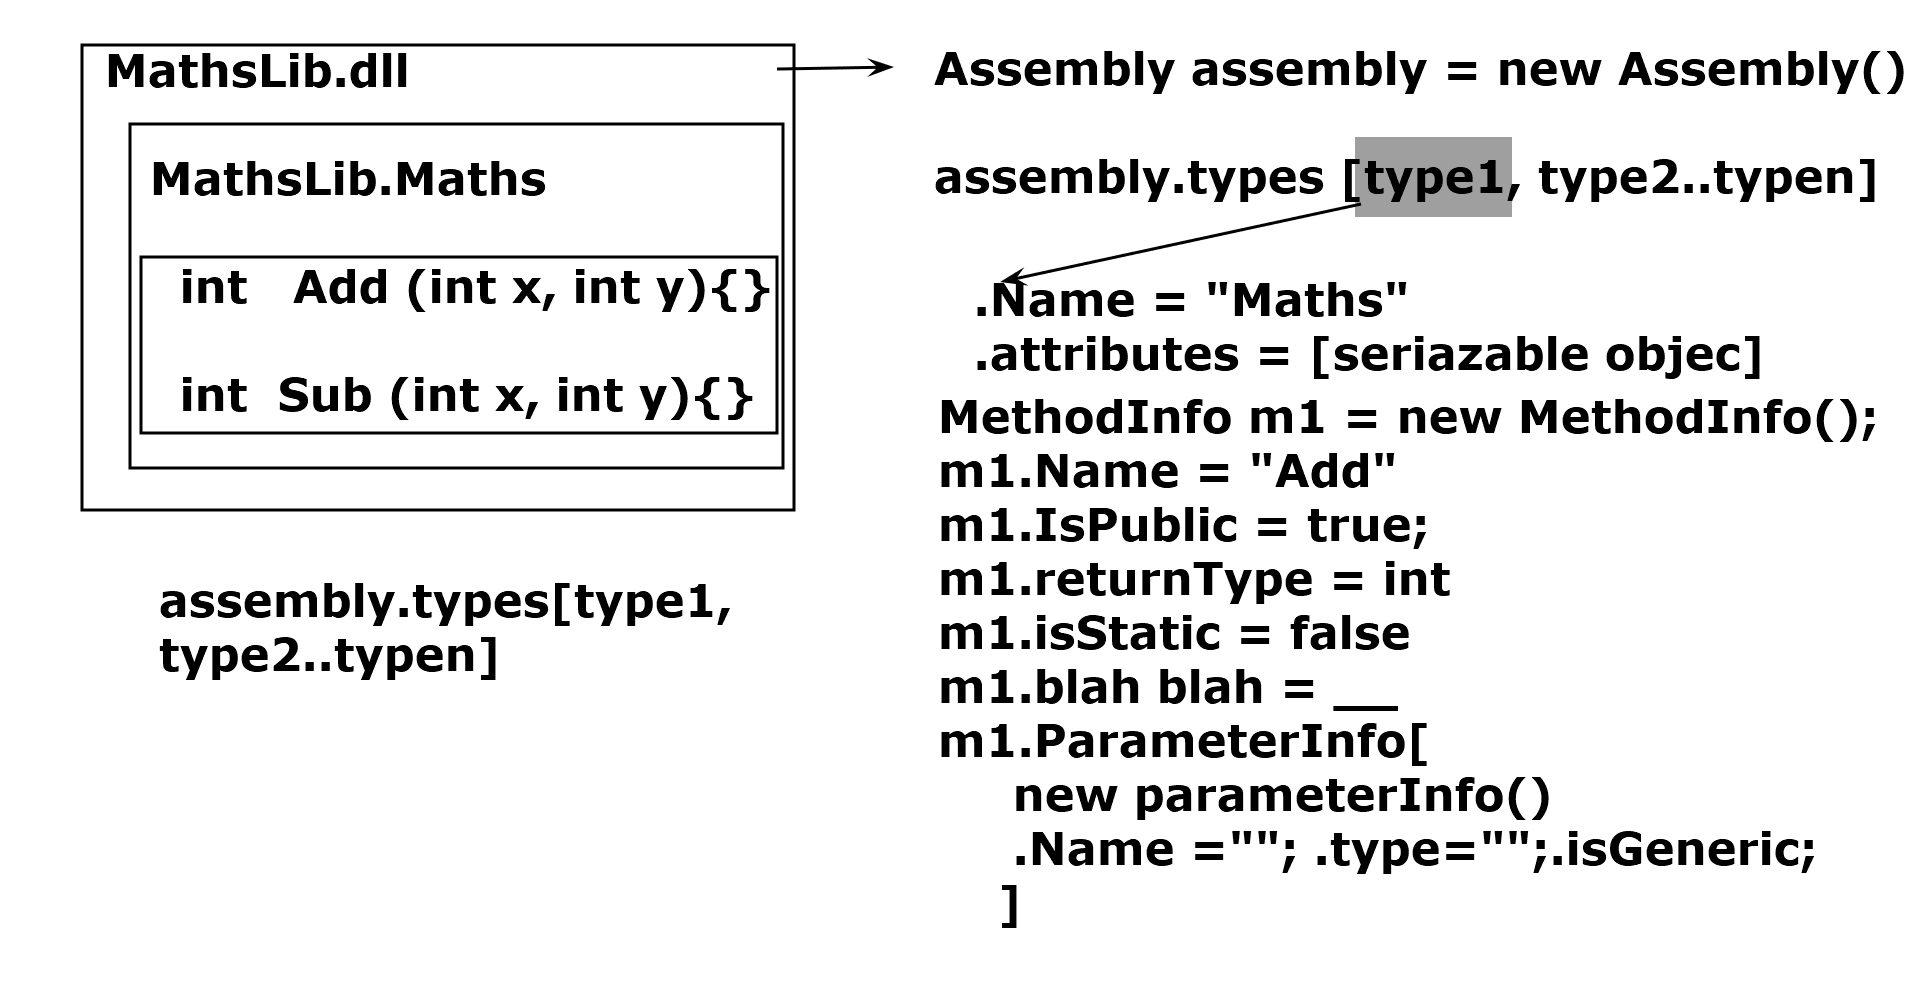 MathsLib.dll
MathsLib.Maths
int Add (int x, int y){}
int Sub (int x, int y){}
assembly.types[type1,
type2..typen]
Assembly assembly = new Assembly()
assembly.types [type1, type2..typen]
.Name = "Maths"
.attributes = [seriazable objec]
MethodInfo m1 = new MethodInfo();
m1.Name = "Add"
m1.IsPublic = true;
m1.returnType = int
m1.isStatic = false
m1.blah blah = __
m1.ParameterInfo[
new parameterInfo()
.Name =""; .type="";.isGeneric;
]